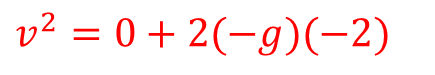 v² = 0 + 2(−g)(−2)